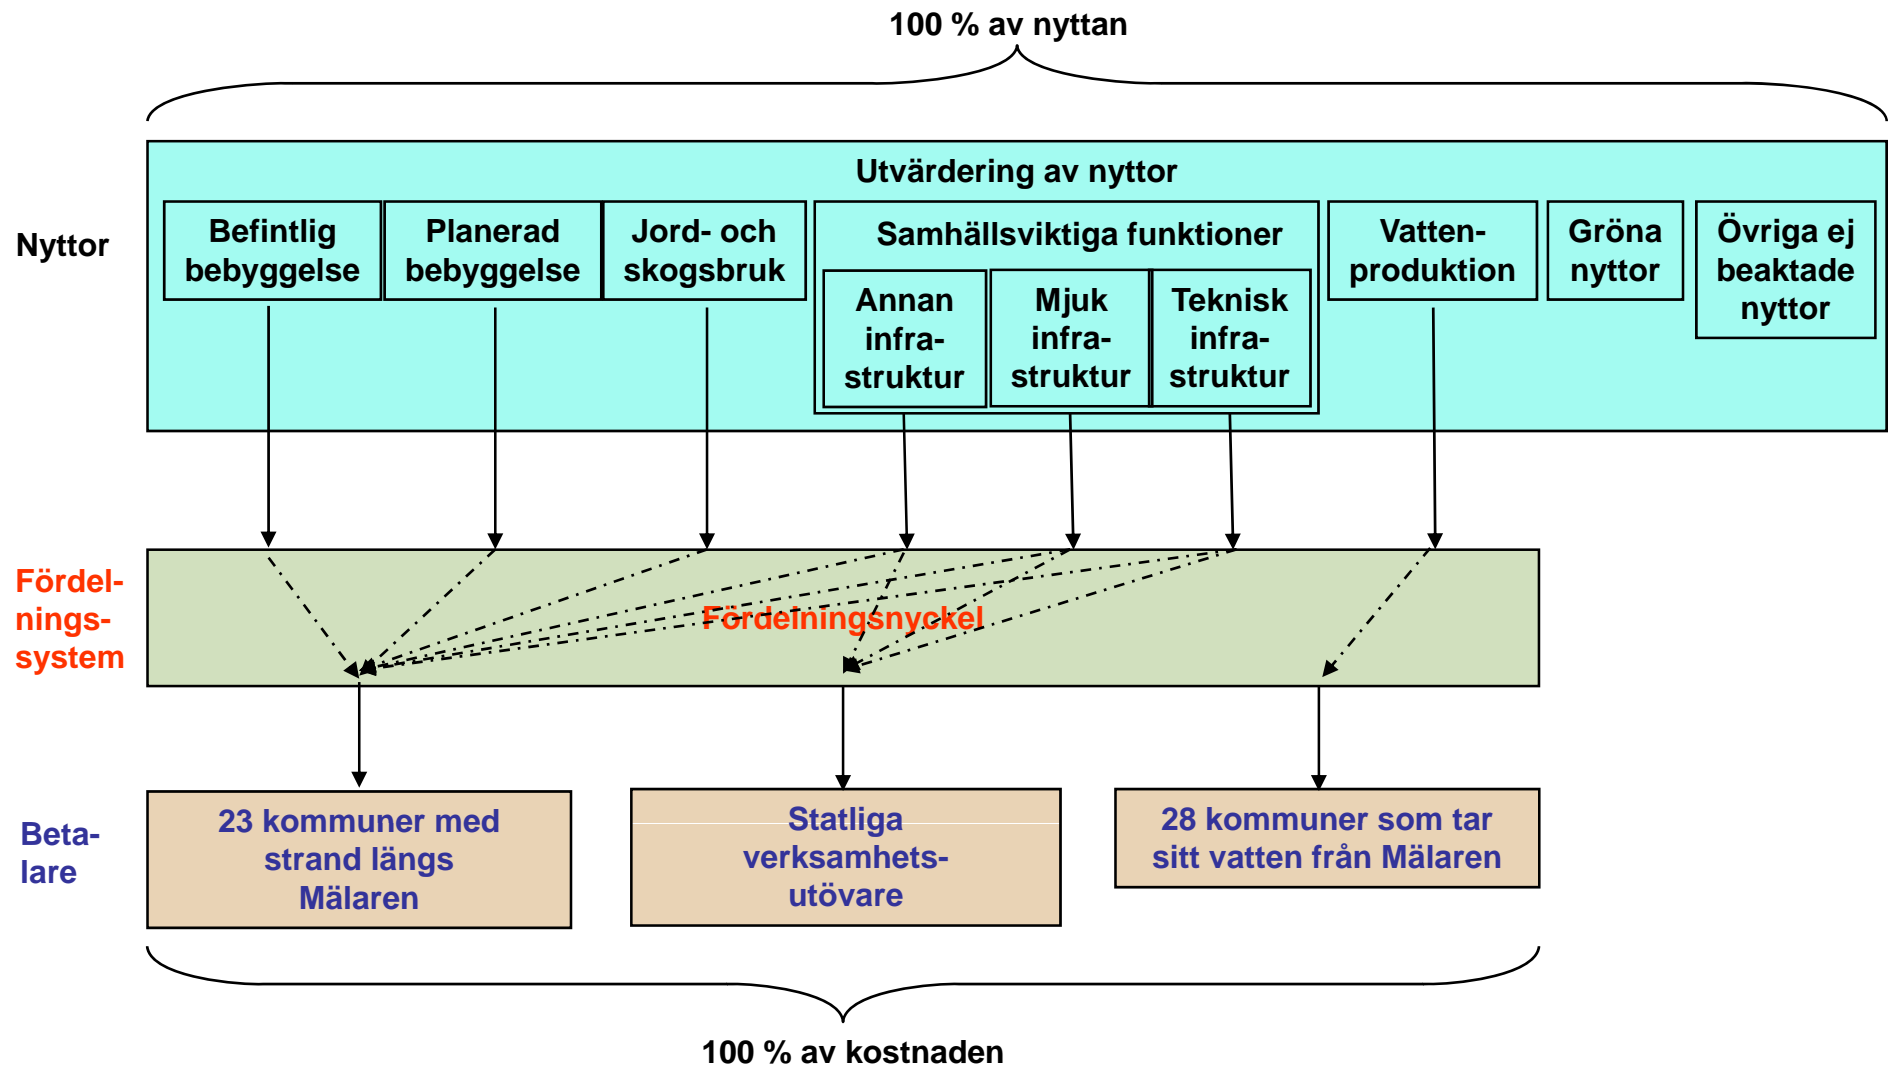 100 % av nyttan
Utvärdering av nyttor
Nyttor
Befintlig
bebyggelse
Planerad
bebyggelse
Jord- och
skogsbruk
Samhällsviktiga funktioner
Annan
infra-
struktur
Mjuk
infra-
struktur
Teknisk
infra-
struktur
Vatten-
produktion
Gröna
nyttor
Övriga ej
beaktade
nyttor
Fördel-
nings-
system
Fördelningsnyckel
Beta-
lare
23 kommuner med
strand längs
Mälaren
Statliga
verksamhets-
utövare
28 kommuner som tar
sitt vatten från Mälaren
100 % av kostnaden